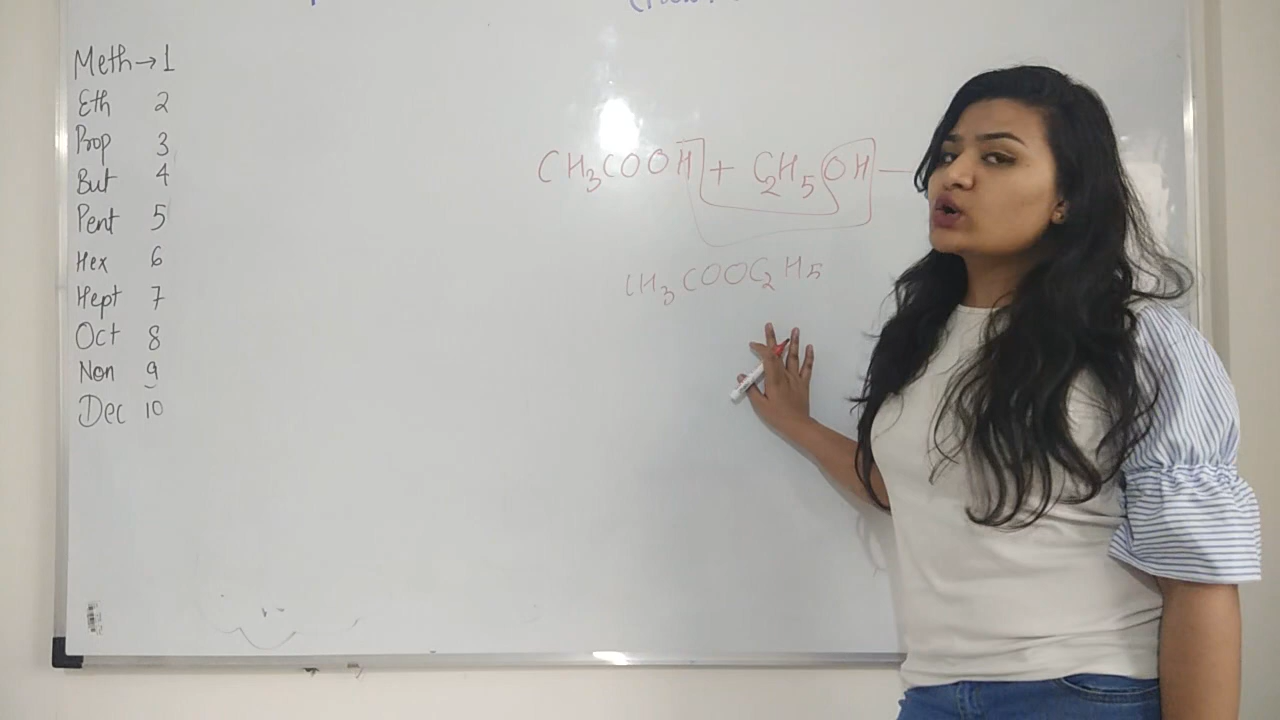 Meth → 1
Eth 2
Prop 3
But 4
Pent 5
Hex 6
Hept 7
Oct 8
Non 9
Dec 10
CH₃COOH + C₂H₅OH —
CH₃COOC₂H₅